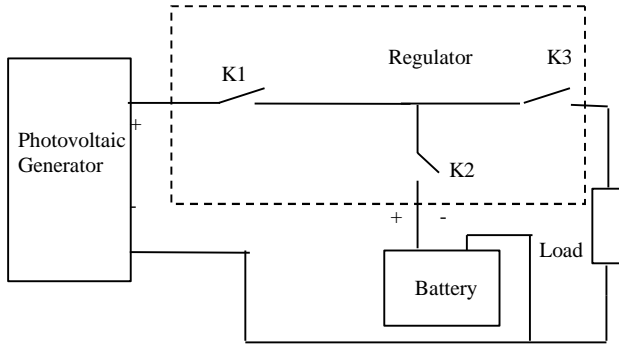 K1
Regulator
K3
+
Photovoltaic
Generator
K2
-
+ -
Load
Battery